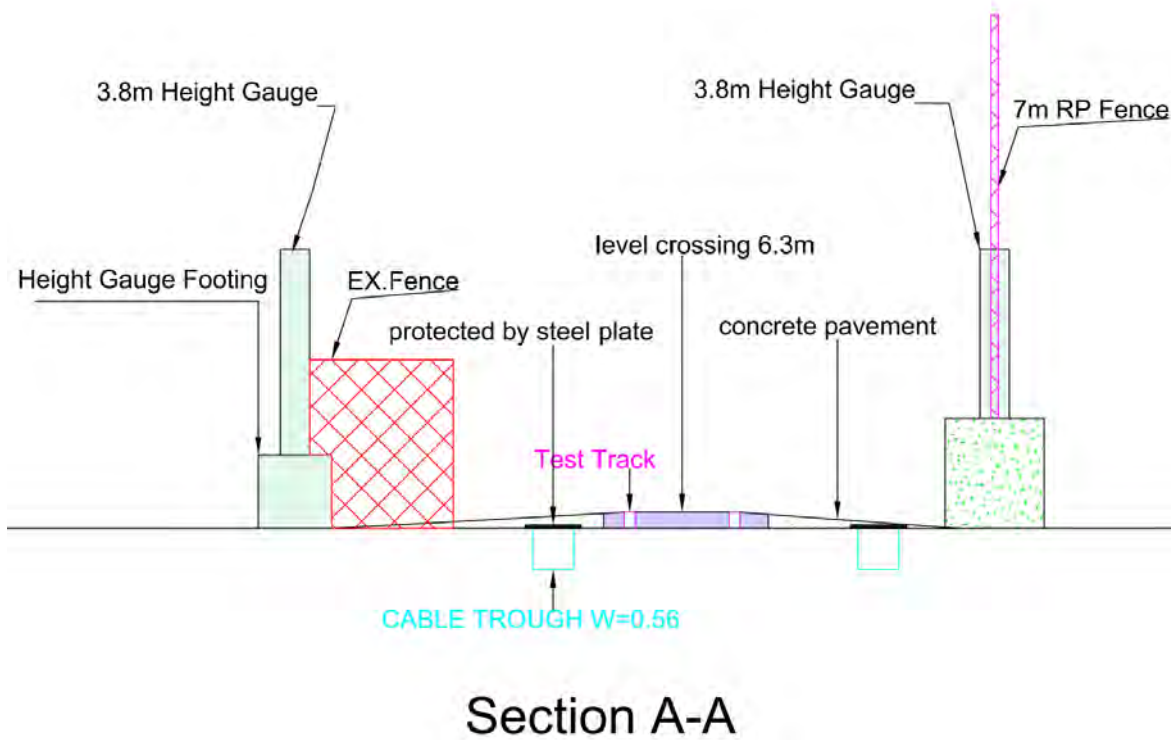 3.8m Height Gauge
3.8m Height Gauge
7m RP Fence
level crossing 6.3m
Height Gauge Footing
EX.Fence
protected by steel plate
concrete pavement
Test Track
CABLE TROUGH W=0.56
Section A-A